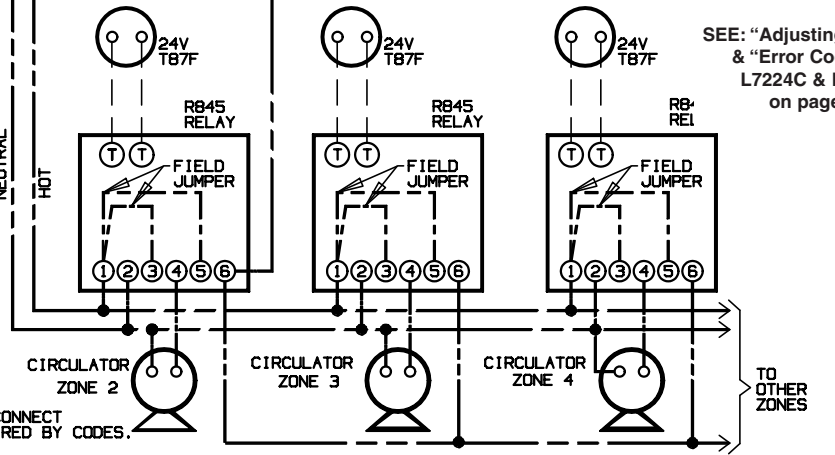 24V
T87F
24V
T87F
24V
T87F
SEE: “Adjusting
& “Error Co
L7224C &
on page
R845
RELAY
R845
RELAY
NEUTRAL
HOT
T T
FIELD
JUMPER
T T
FIELD
JUMPER
T T
FIELD
JUMPER
1 2 3 4 5 6
1 2 3 4 5 6
1 2 3 4 5 6
CIRCULATOR
ZONE 2
CIRCULATOR
ZONE 3
CIRCULATOR
ZONE 4
TO
OTHER
ZONES
ONNECT
RED BY CODES.